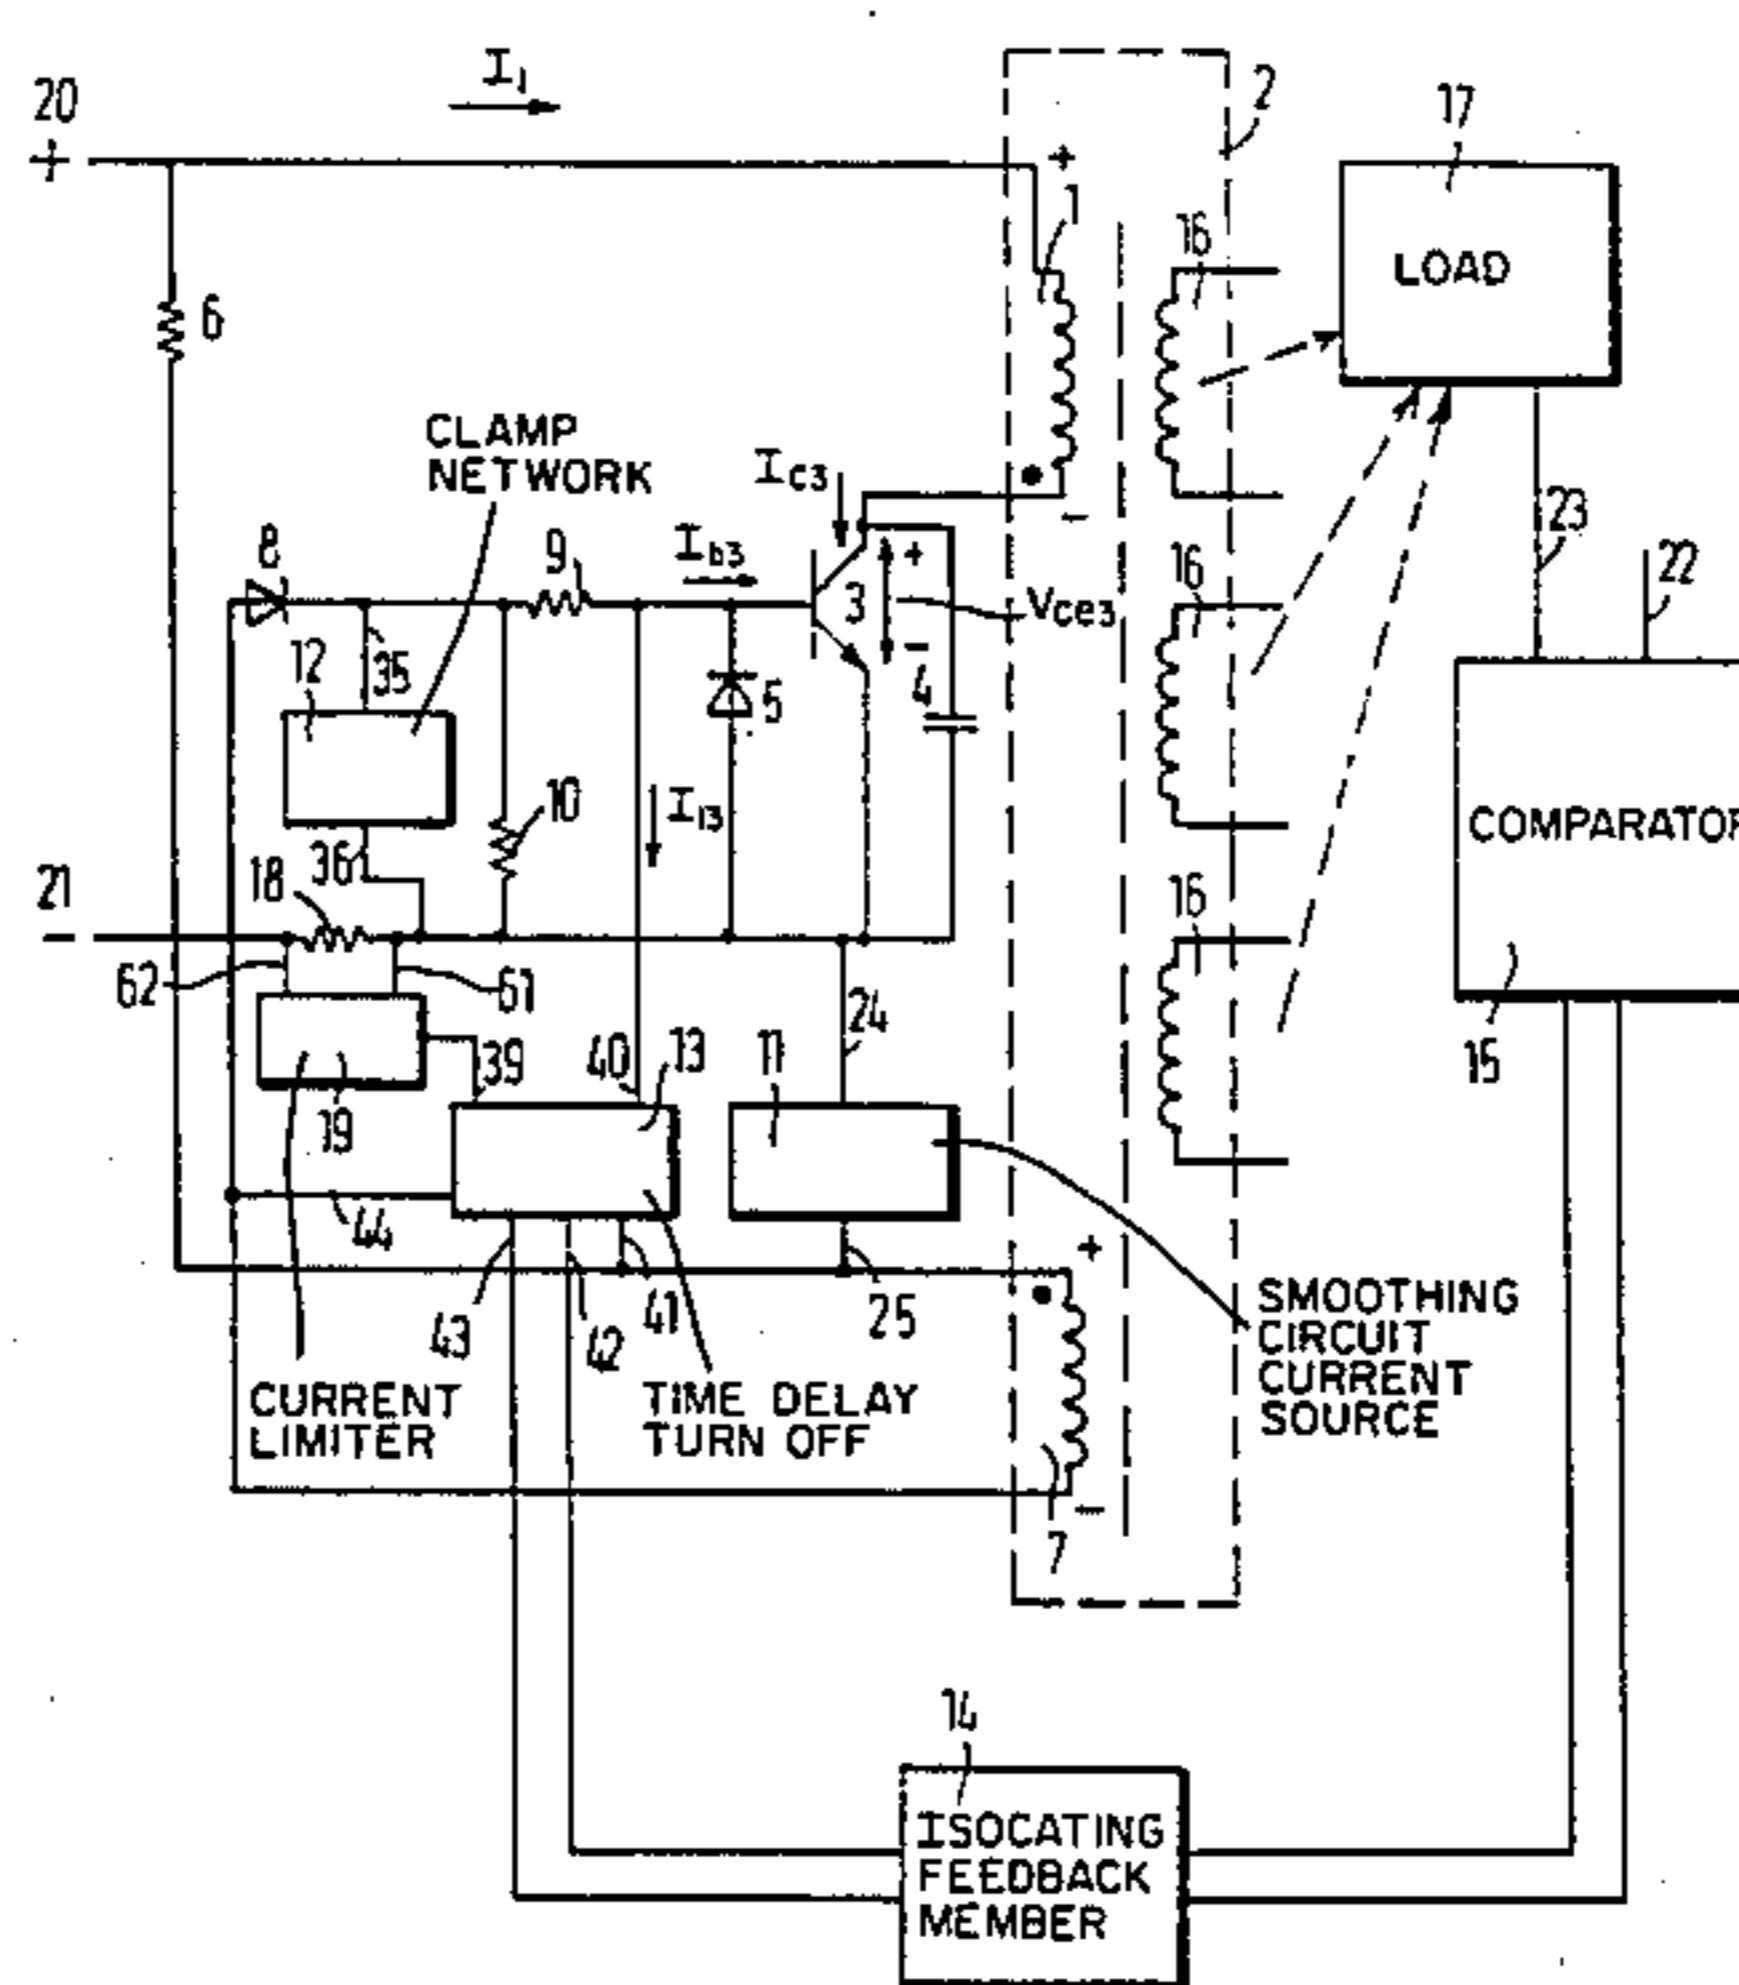 I1
20
+
2
17
+
1
16
LOAD
6
CLAMP
NETWORK
Ic3
8
9
Ib3
+
3
Vce3
-
-
16
23
22
12
35
4
5
COMPARATOR
10
I13
36
18
21
-
16
62
61
24
13
11
40
39
15
19
44
+
43
42
41
25
SMOOTHING
CIRCUIT
CURRENT
SOURCE
CURRENT
LIMITER
TIME DELAY
TURN OFF
-
7
14
ISOCATING
FEEDBACK
MEMBER